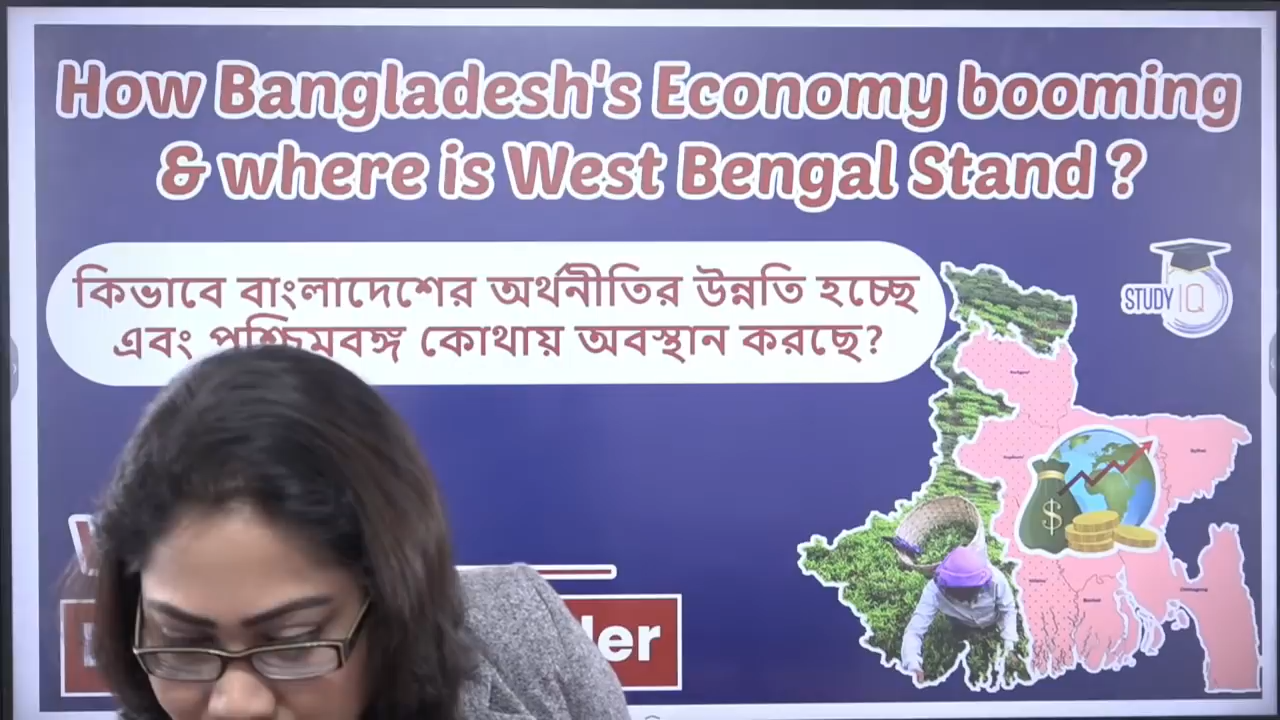 How Bangladesh's Economy booming
& where is West Bengal Stand ?
কিভাবে বাংলাদেশের অর্থনীতির উন্নতি হচ্ছে
এবং পশ্চিমবঙ্গ কোথায় অবস্থান করছে?
STUDY IQ
$